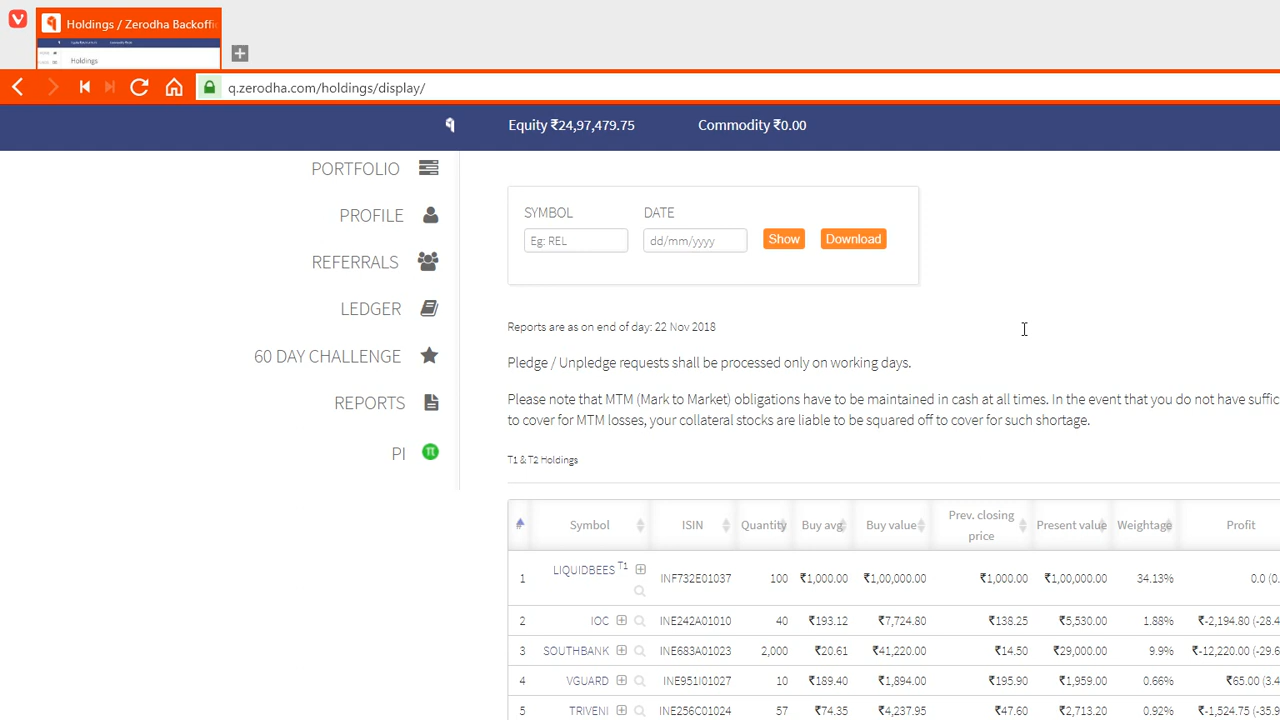 Holdings / Zerodha Backoffi
Holdings
q.zerodha.com/holdings/display/
Equity ₹24,97,479.75 Commodity ₹0.00
PORTFOLIO
PROFILE
REFERRALS
LEDGER
60 DAY CHALLENGE
REPORTS
PI
SYMBOL DATE
Eg: REL dd/mm/yyyy Show Download
Reports are as on end of day: 22 Nov 2018
Pledge / Unpledge requests shall be processed only on working days.
Please note that MTM (Mark to Market) obligations have to be maintained in cash at all times. In the event that you do not have suffic
to cover for MTM losses, your collateral stocks are liable to be squared off to cover for such shortage.
T1 & T2 Holdings
# Symbol ISIN Quantity Buy avg Buy value Prev. closing price Present value Weightage Profit
1 LIQUIDBEES T1 INF732E01037 100 ₹1,000.00 ₹1,00,000.00 ₹1,000.00 ₹1,00,000.00 34.13% 0.0 (0.
2 IOC INE242A01010 40 ₹193.12 ₹7,724.80 ₹138.25 ₹5,530.00 1.88% ₹-2,194.80 (-28.4
3 SOUTHBANK INE683A01023 2,000 ₹20.61 ₹41,220.00 ₹14.50 ₹29,000.00 9.9% ₹-12,220.00 (-29.6
4 VGUARD INE951I01027 10 ₹189.40 ₹1,894.00 ₹195.90 ₹1,959.00 0.66% ₹65.00 (3.4
5 TRIVENI INE256C01024 57 ₹74.35 ₹4,237.95 ₹47.60 ₹2,713.20 0.92% ₹-1,524.75 (-35.9